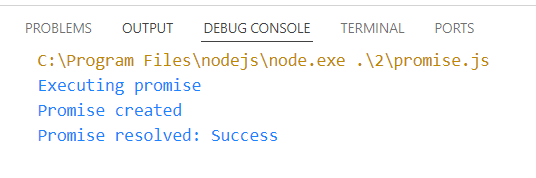 PROBLEMS OUTPUT DEBUG CONSOLE TERMINAL PORTS
C:\Program Files\nodejs\node.exe .\2\promise.js
Executing promise
Promise created
Promise resolved: Success